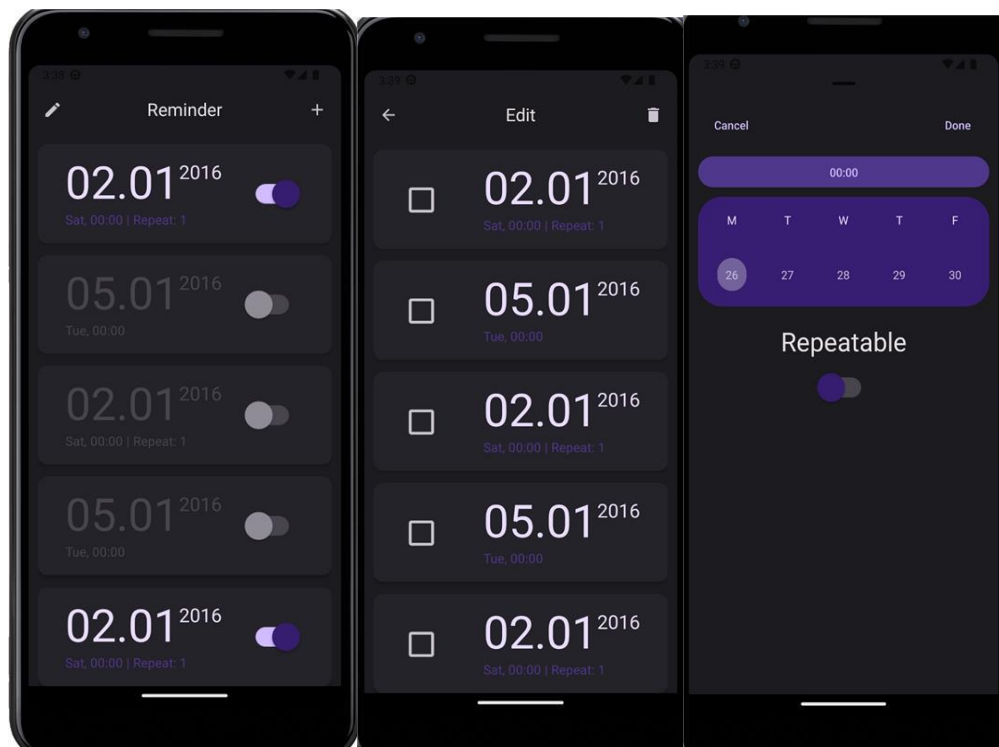 3:38
Reminder
+
02.01 2016
Sat, 00:00 | Repeat: 1
05.01 2016
Tue, 00:00
02.01 2016
Sat, 00:00 | Repeat: 1
05.01 2016
Tue, 00:00
02.01 2016
Sat, 00:00 | Repeat: 1
3:39
Edit
02.01 2016
Sat, 00:00 | Repeat: 1
05.01 2016
Tue, 00:00
02.01 2016
Sat, 00:00 | Repeat: 1
05.01 2016
Tue, 00:00
02.01 2016
Sat, 00:00 | Repeat: 1
3:39
Cancel Done
00:00
M T W T F
26 27 28 29 30
Repeatable